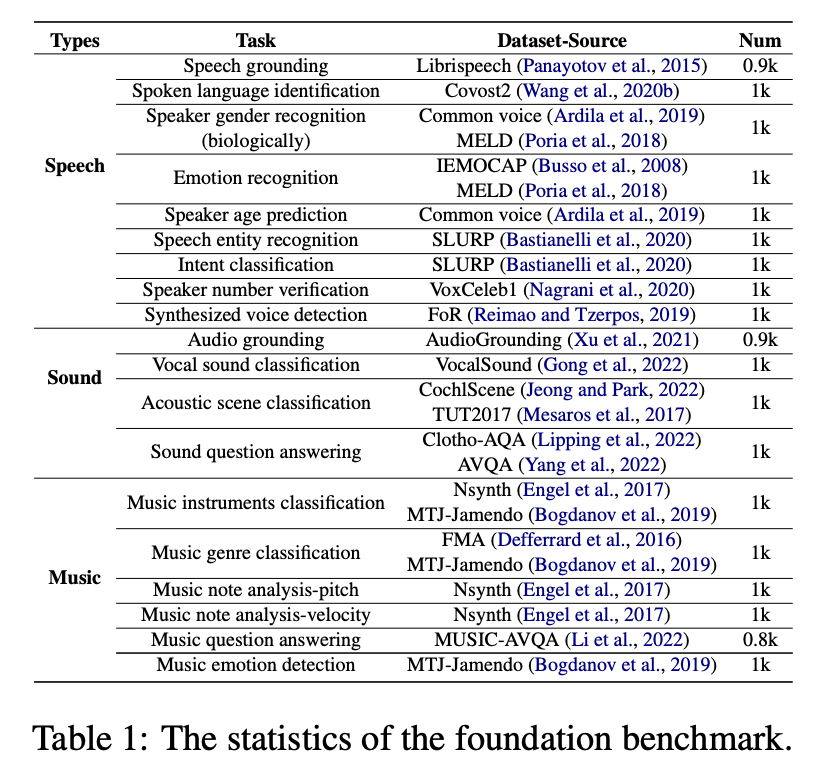 Types Task Dataset-Source Num
Speech grounding Librispeech (Panayotov et al., 2015) 0.9k
Spoken language identification Covost2 (Wang et al., 2020b) 1k
Speaker gender recognition Common voice (Ardila et al., 2019)
1k
(biologically) MELD (Poria et al., 2018)
Speech
IEMOCAP (Busso et al., 2008)
Emotion recognition 1k
MELD (Poria et al., 2018)
Speaker age prediction Common voice (Ardila et al., 2019) 1k
Speech entity recognition SLURP (Bastianelli et al., 2020) 1k
Intent classification SLURP (Bastianelli et al., 2020) 1k
Speaker number verification VoxCeleb1 (Nagrani et al., 2020) 1k
Synthesized voice detection FoR (Reimao and Tzerpos, 2019) 1k
Audio grounding AudioGrounding (Xu et al., 2021) 0.9k
Vocal sound classification VocalSound (Gong et al., 2022) 1k
Sound
CochlScene (Jeong and Park, 2022)
Acoustic scene classification 1k
TUT2017 (Mesaros et al., 2017)
Clotho-AQA (Lipping et al., 2022)
Sound question answering 1k
AVQA (Yang et al., 2022)
Nsynth (Engel et al., 2017)
Music instruments classification 1k
MTJ-Jamendo (Bogdanov et al., 2019)
FMA (Defferrard et al., 2016)
Music genre classification 1k
MTJ-Jamendo (Bogdanov et al., 2019)
Music
Music note analysis-pitch Nsynth (Engel et al., 2017) 1k
Music note analysis-velocity Nsynth (Engel et al., 2017) 1k
Music question answering MUSIC-AVQA (Li et al., 2022) 0.8k
Music emotion detection MTJ-Jamendo (Bogdanov et al., 2019) 1k
Table 1: The statistics of the foundation benchmark.